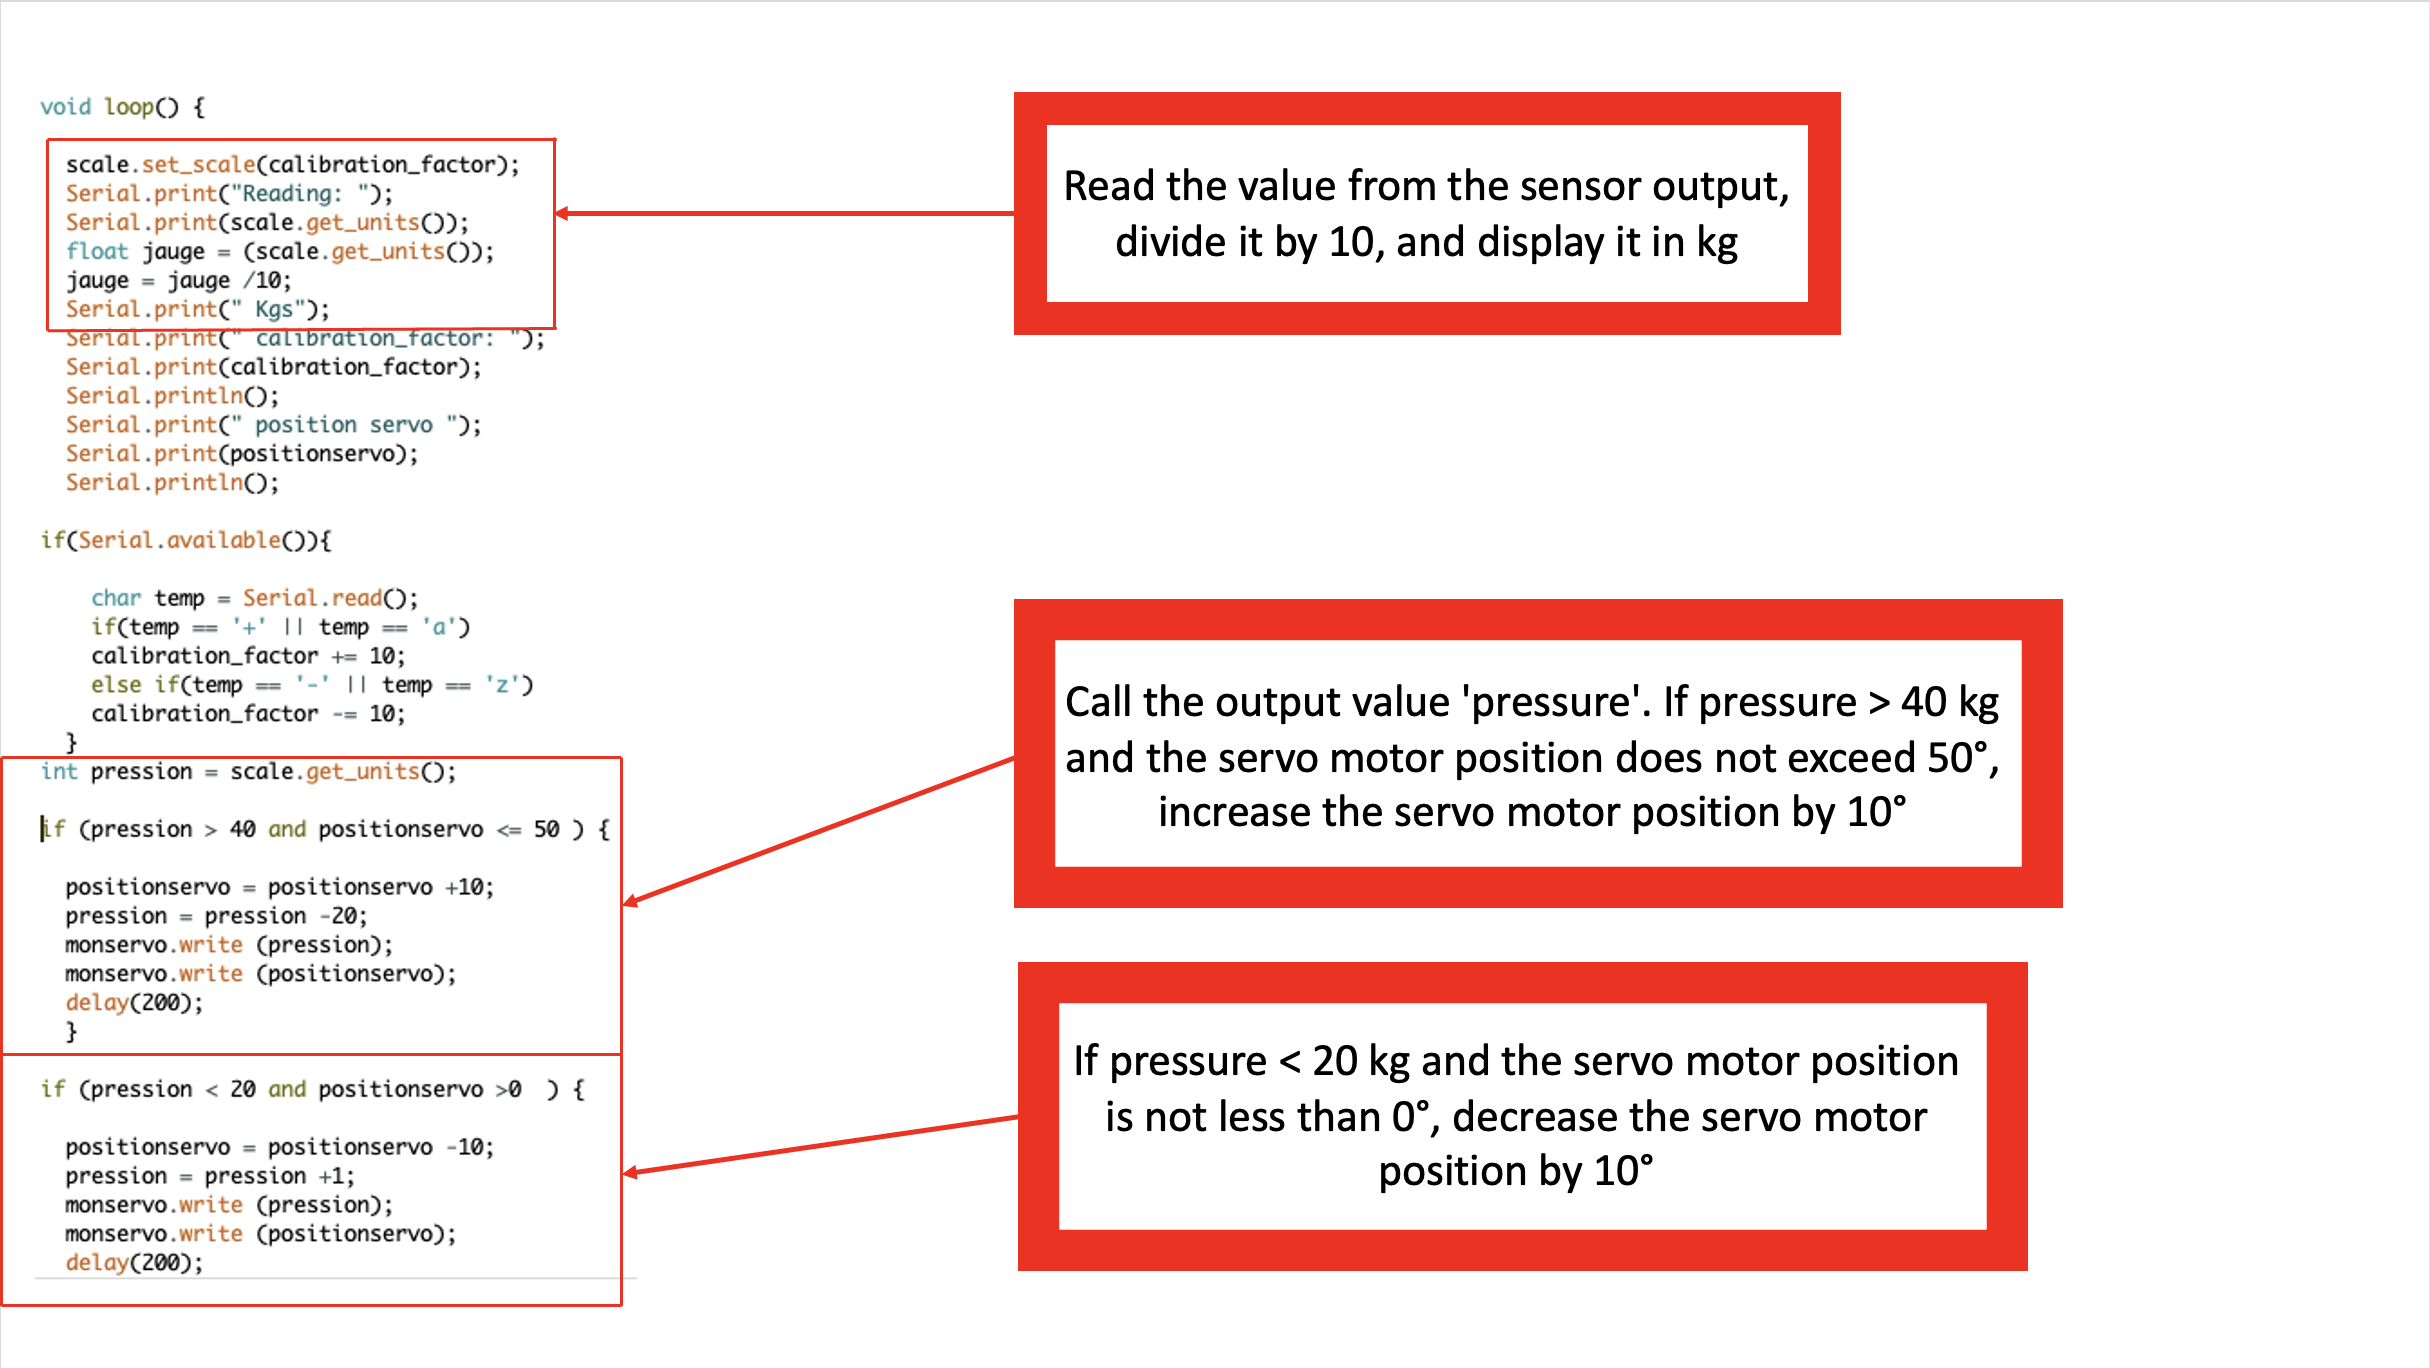 void loop() {
scale.set_scale(calibration_factor);
Serial.print("Reading: ");
Serial.print(scale.get_units());
float jauge = (scale.get_units());
jauge = jauge /10;
Serial.print(" Kgs");
Serial.print(" calibration_factor: ");
Serial.print(calibration_factor);
Serial.println();
Serial.print(" position servo ");
Serial.print(positionservo);
Serial.println();
if(Serial.available()){
char temp = Serial.read();
if(temp == '+' || temp == 'a')
calibration_factor += 10;
else if(temp == '-' || temp == 'z')
calibration_factor -= 10;
}
int pression = scale.get_units();
if (pression > 40 and positionservo <= 50 ) {
positionservo = positionservo +10;
pression = pression -20;
monservo.write (pression);
monservo.write (positionservo);
delay(200);
}
if (pression < 20 and positionservo >0  ) {
positionservo = positionservo -10;
pression = pression +1;
monservo.write (pression);
monservo.write (positionservo);
delay(200);
Read the value from the sensor output,
divide it by 10, and display it in kg
Call the output value 'pressure'. If pressure > 40 kg
and the servo motor position does not exceed 50°,
increase the servo motor position by 10°
If pressure < 20 kg and the servo motor position
is not less than 0°, decrease the servo motor
position by 10°